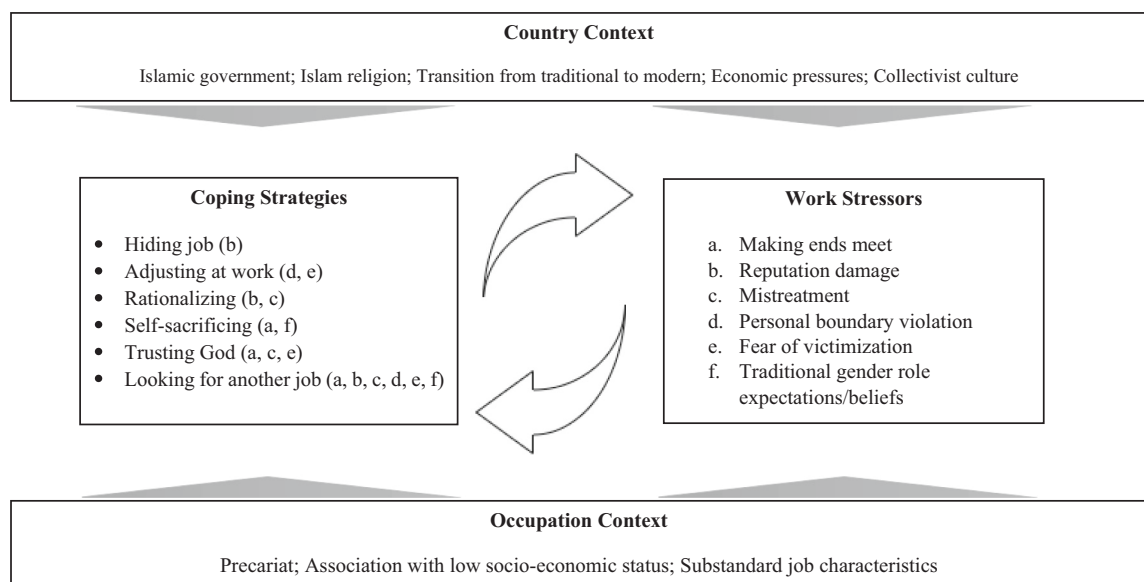 Country Context
Islamic government; Islam religion; Transition from traditional to modern; Economic pressures; Collectivist culture
Coping Strategies
• Hiding job (b)
• Adjusting at work (d, e)
• Rationalizing (b, c)
• Self-sacrificing (a, f)
• Trusting God (a, c, e)
• Looking for another job (a, b, c, d, e, f)
Work Stressors
a. Making ends meet
b. Reputation damage
c. Mistreatment
d. Personal boundary violation
e. Fear of victimization
f. Traditional gender role
expectations/beliefs
Occupation Context
Precariat; Association with low socio-economic status; Substandard job characteristics